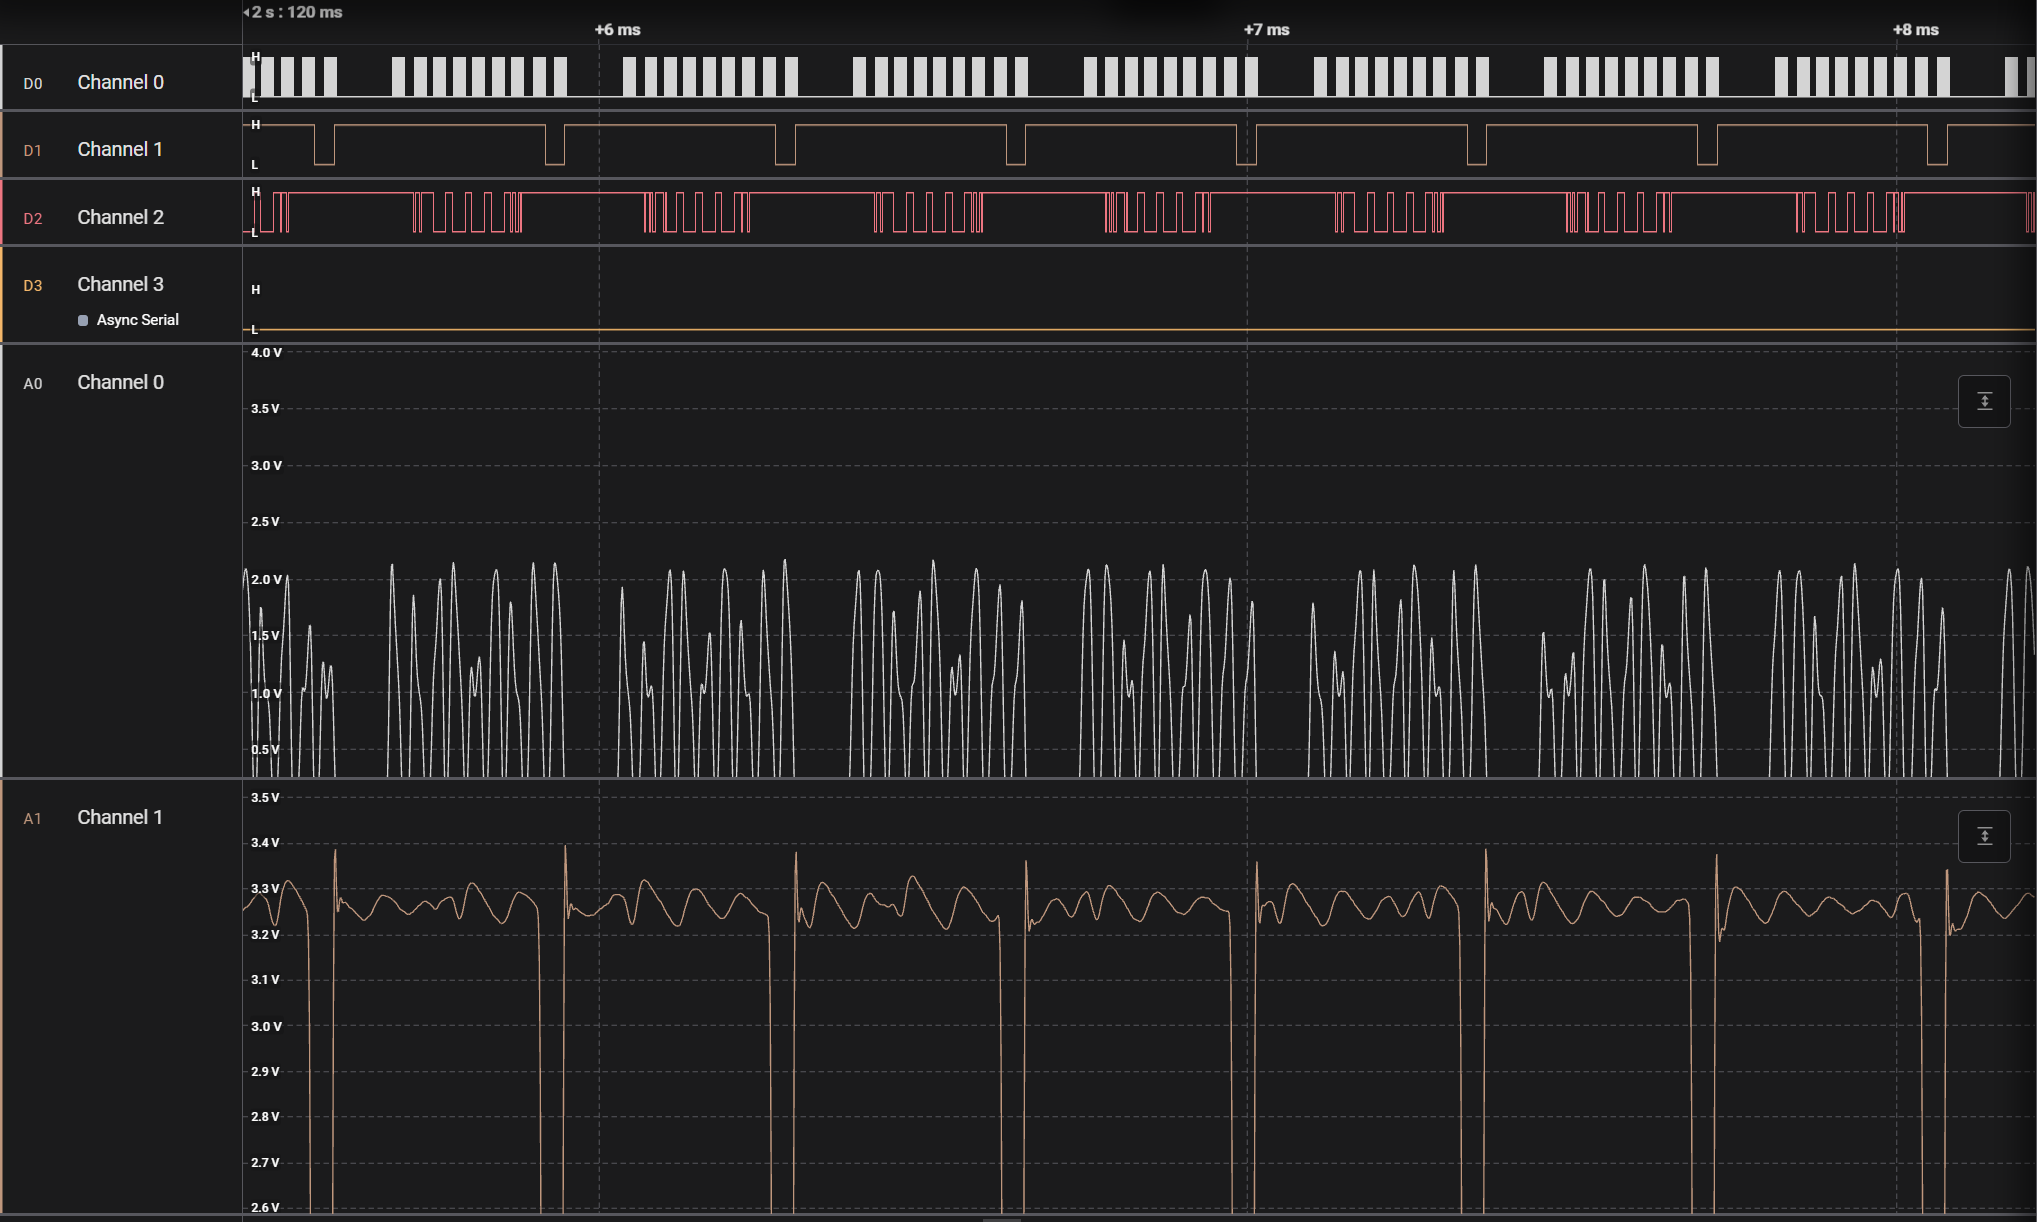 2 s : 120 ms
+6 ms
+7 ms
+8 ms
D0 Channel 0
H
L
D1 Channel 1
H
L
D2 Channel 2
H
L
D3 Channel 3
Async Serial
H
L
A0 Channel 0
4.0 V
3.5 V
3.0 V
2.5 V
2.0 V
1.5 V
1.0 V
0.5 V
A1 Channel 1
3.5 V
3.4 V
3.3 V
3.2 V
3.1 V
3.0 V
2.9 V
2.8 V
2.7 V
2.6 V